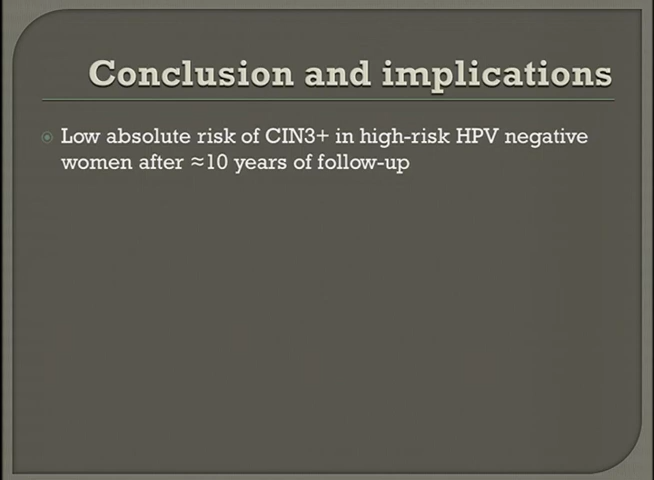 Conclusion and implications
Low absolute risk of CIN3+ in high-risk HPV negative
women after ≈10 years of follow-up